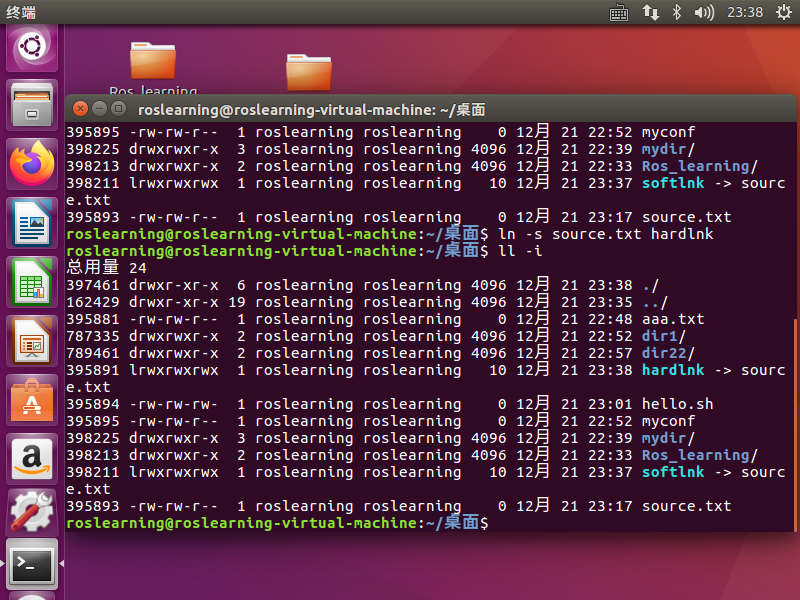 终端
23:38
Ros_learning
roslearning@roslearning-virtual-machine: ~/桌面
395895 -rw-rw-r--  1 roslearning roslearning    0 12月 21 22:52 myconf
398225 drwxrwxr-x  3 roslearning roslearning 4096 12月 21 22:39 mydir/
398213 drwxrwxr-x  2 roslearning roslearning 4096 12月 21 22:33 Ros_learning/
398211 lrwxrwxrwx  1 roslearning roslearning   10 12月 21 23:37 softlnk -> sourc
e.txt
395893 -rw-rw-r--  1 roslearning roslearning    0 12月 21 23:17 source.txt
roslearning@roslearning-virtual-machine:~/桌面$ ln -s source.txt hardlnk
roslearning@roslearning-virtual-machine:~/桌面$ ll -i
总用量 24
397461 drwxr-xr-x  6 roslearning roslearning 4096 12月 21 23:38 ./
162429 drwxr-xr-x 19 roslearning roslearning 4096 12月 21 23:35 ../
395881 -rw-rw-r--  1 roslearning roslearning    0 12月 21 22:48 aaa.txt
787335 drwxrwxr-x  2 roslearning roslearning 4096 12月 21 22:52 dir1/
789461 drwxrwxr-x  2 roslearning roslearning 4096 12月 21 22:57 dir22/
395891 lrwxrwxrwx  1 roslearning roslearning   10 12月 21 23:38 hardlnk -> sourc
e.txt
395894 -rw-rw-rw-  1 roslearning roslearning    0 12月 21 23:01 hello.sh
395895 -rw-rw-r--  1 roslearning roslearning    0 12月 21 22:52 myconf
398225 drwxrwxr-x  3 roslearning roslearning 4096 12月 21 22:39 mydir/
398213 drwxrwxr-x  2 roslearning roslearning 4096 12月 21 22:33 Ros_learning/
398211 lrwxrwxrwx  1 roslearning roslearning   10 12月 21 23:37 softlnk -> sourc
e.txt
395893 -rw-rw-r--  1 roslearning roslearning    0 12月 21 23:17 source.txt
roslearning@roslearning-virtual-machine:~/桌面$